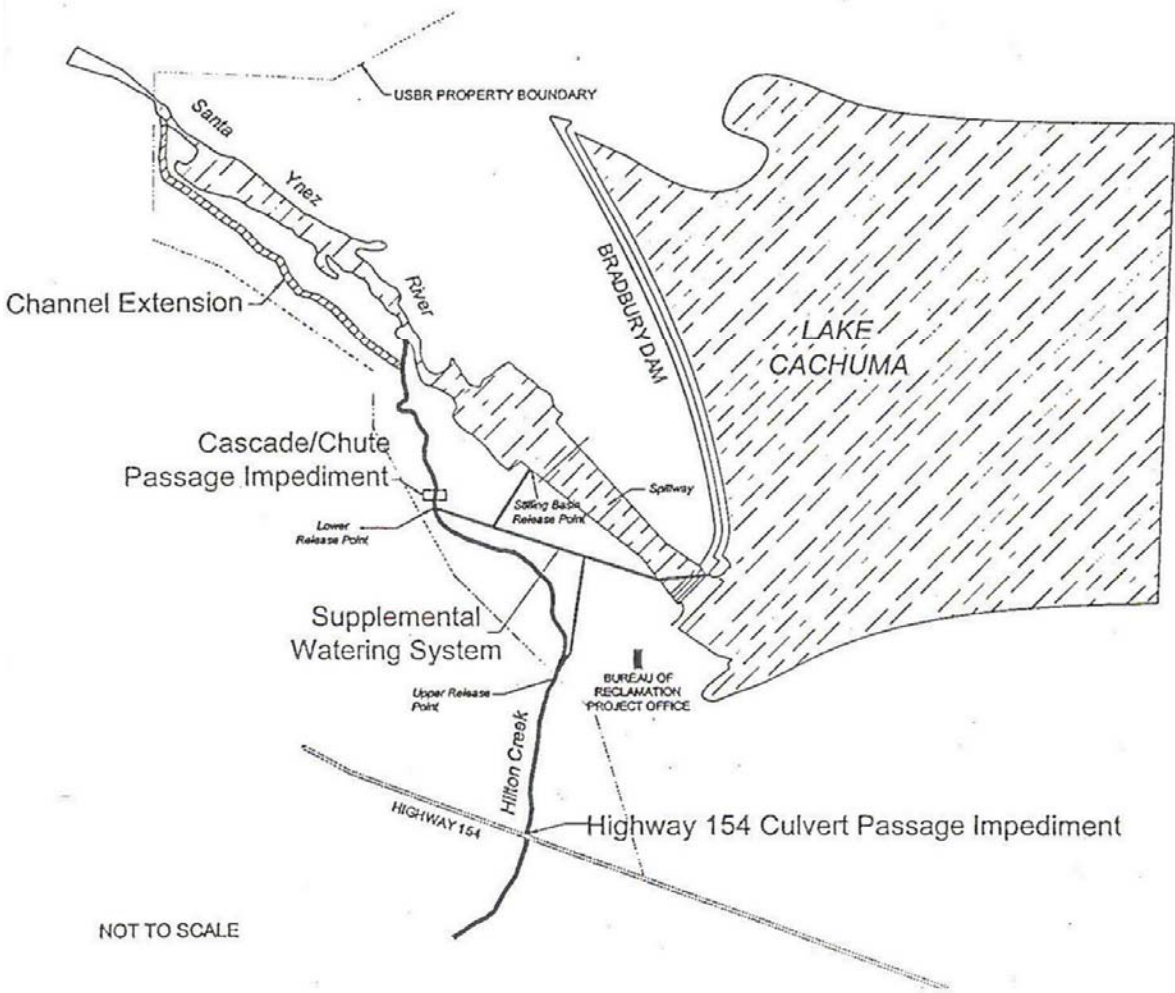 USBR PROPERTY BOUNDARY
Santa
Ynez
River
BRADBURY DAM
LAKE
CACHUMA
Channel Extension
Cascade/Chute
Passage Impediment
Lower
Release Point
Stilling Basin
Release Point
Spillway
Supplemental
Watering System
Upper Release
Point
BUREAU OF
RECLAMATION
PROJECT OFFICE
Hilton Creek
HIGHWAY 154
Highway 154 Culvert Passage Impediment
NOT TO SCALE